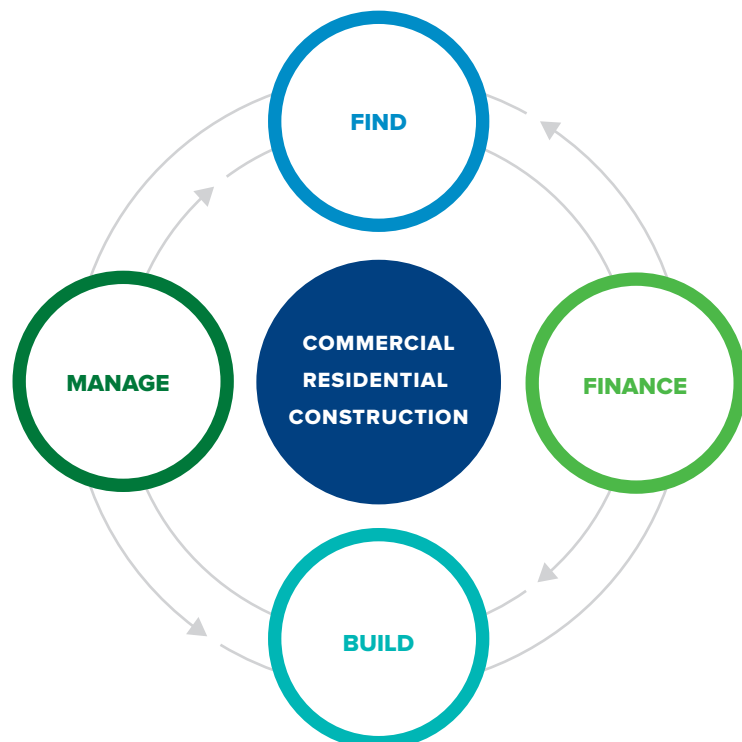 FIND
MANAGE
COMMERCIAL
RESIDENTIAL
CONSTRUCTION
FINANCE
BUILD